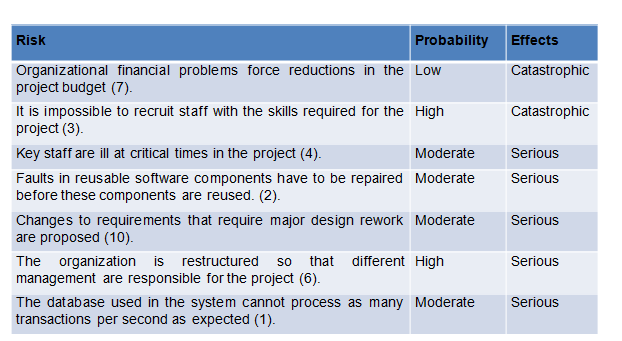 Risk Probability Effects
Organizational financial problems force reductions in the Low Catastrophic
project budget (7).
It is impossible to recruit staff with the skills required for the High Catastrophic
project (3).
Key staff are ill at critical times in the project (4). Moderate Serious
Faults in reusable software components have to be repaired Moderate Serious
before these components are reused. (2).
Changes to requirements that require major design rework Moderate Serious
are proposed (10).
The organization is restructured so that different High Serious
management are responsible for the project (6).
The database used in the system cannot process as many Moderate Serious
transactions per second as expected (1).